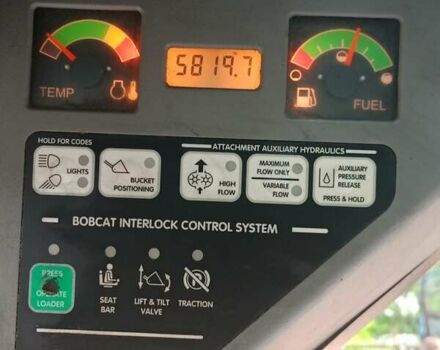 5819.7
TEMP
FUEL
HOLD FOR CODES
ATTACHMENT AUXILIARY HYDRAULICS
LIGHTS
BUCKET
POSITIONING
HIGH
FLOW
MAXIMUM
FLOW ONLY
VARIABLE
FLOW
AUXILIARY
PRESSURE
RELEASE
PRESS & HOLD
BOBCAT INTERLOCK CONTROL SYSTEM
PRESS
LOADER
SEAT
BAR
LIFT & TILT
VALVE
TRACTION